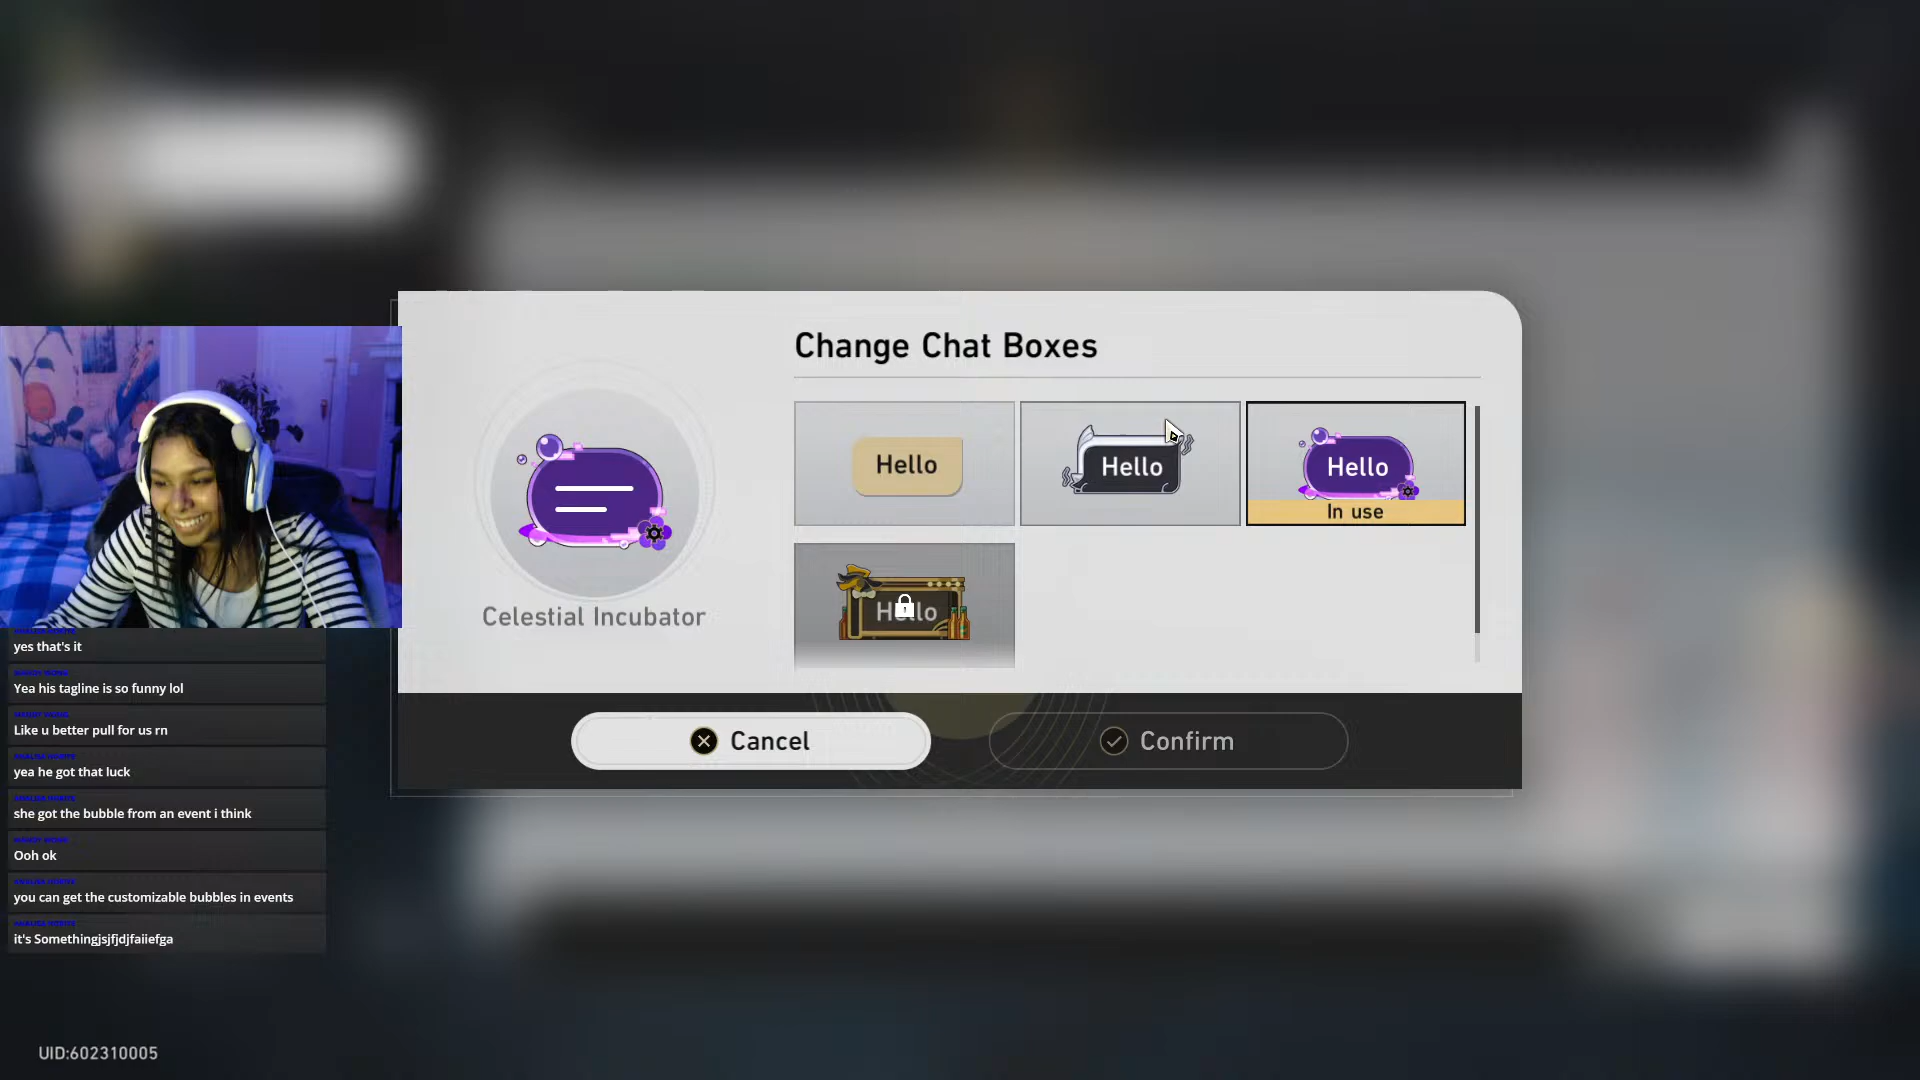 Change Chat Boxes
Hello
Hello
Hello
In use
Hello
Celestial Incubator
Cancel
Confirm
yes that's it
Yea his tagline is so funny lol
Like u better pull for us rn
yea he got that luck
she got the bubble from an event i think
Ooh ok
you can get the customizable bubbles in events
it's Somethingjsjfjdjfaiiefga
UID:602310005